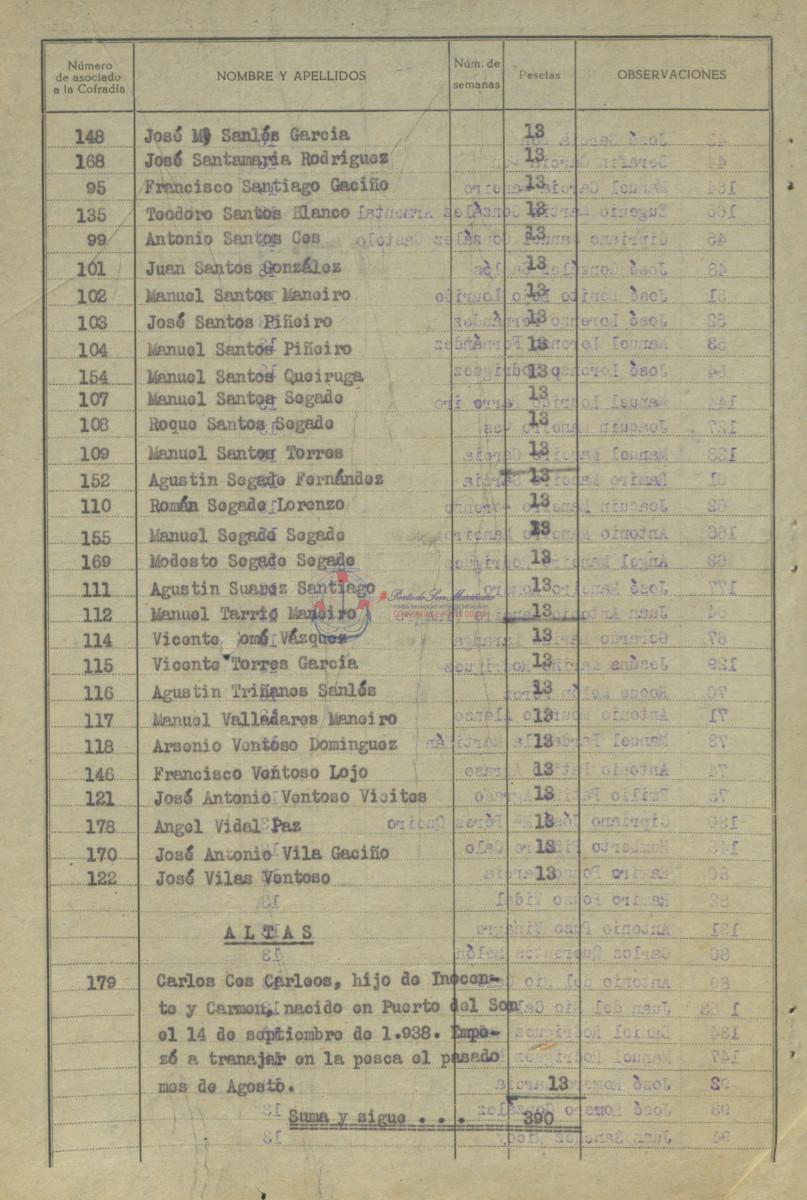 Número de asociado a la Cofradía NOMBRE Y APELLIDOS Núm. de semanas Pesetas OBSERVACIONES
148 José Mª Sanlés Garcia 13
168 José Santamaria Rodriguez 13
95 Francisco Santiago Gaciño 13
135 Teodoro Santos Blanco 13
99 Antonio Santos Ces 13
101 Juan Santos González 13
102 Manuel Santos Maneiro 13
103 José Santos Piñeiro 13
104 Manuel Santos Piñeiro 13
154 Manuel Santos Queiruga 13
107 Manuel Santos Segade 13
108 Roque Santos Segade 13
109 Manuel Santos Torres 13
152 Agustin Segade Fernández 13
110 Román Segade Lorenzo 13
155 Manuel Segade Segade 13
169 Modesto Segade Segade 13
111 Agustin Suarez Santiago 13
112 Manuel Tarrio Maneiro 13
114 Vicente Tomé Vázquez 13
115 Vicente Torres Garcia 13
116 Agustin Triñanes Sanlés 13
117 Manuel Valladares Maneiro 13
118 Arsenio Ventoso Dominguez 13
146 Francisco Ventoso Lojo 13
121 José Antonio Ventoso Vieites 13
178 Angel Vidal Paz 13
170 José Antonio Vila Gaciño 13
122 José Vilas Ventoso 13
ALTAS
179 Carlos Ces Carleos, hijo de Inocen-
te y Carmen, nacido en Puerto del Son
el 14 de septiembre de 1.938. Empe-
zó a tranajar en la pesca el pasado
mes de Agosto. 13
Suma y sigue . . . 390